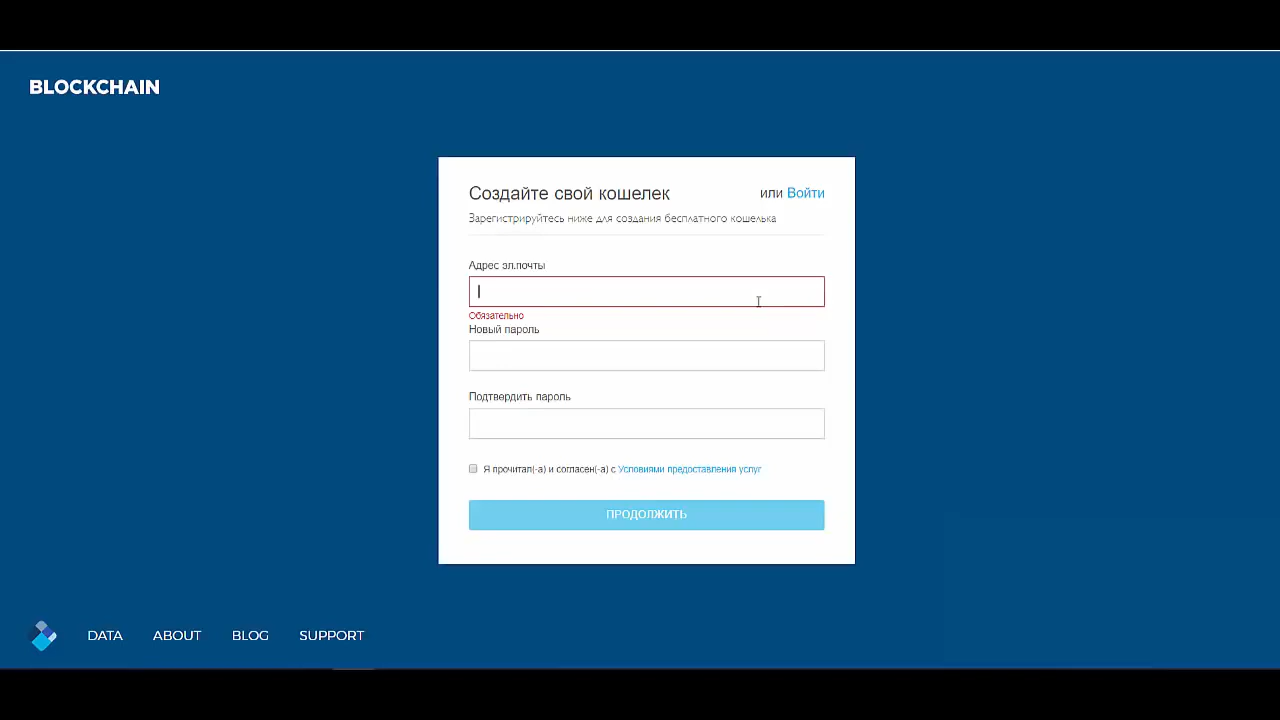 BLOCKCHAIN
Создайте свой кошелек
или Войти
Зарегистрируйтесь ниже для создания бесплатного кошелька
Адрес эл.почты
Обязательно
Новый пароль
Подтвердить пароль
Я прочитал(-а) и согласен(-а) с Условиями предоставления услуг
ПРОДОЛЖИТЬ
DATA ABOUT BLOG SUPPORT